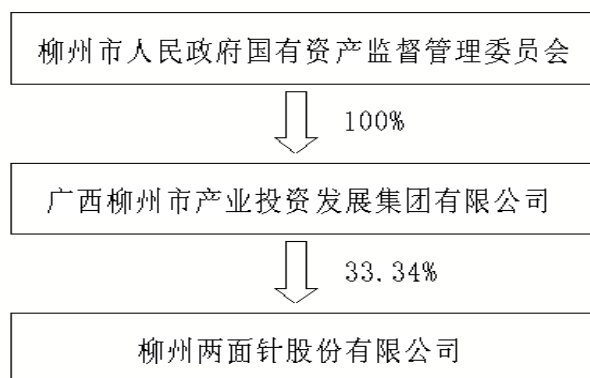 柳州市人民政府国有资产监督管理委员会
100%
广西柳州市产业投资发展集团有限公司
33.34%
柳州两面针股份有限公司